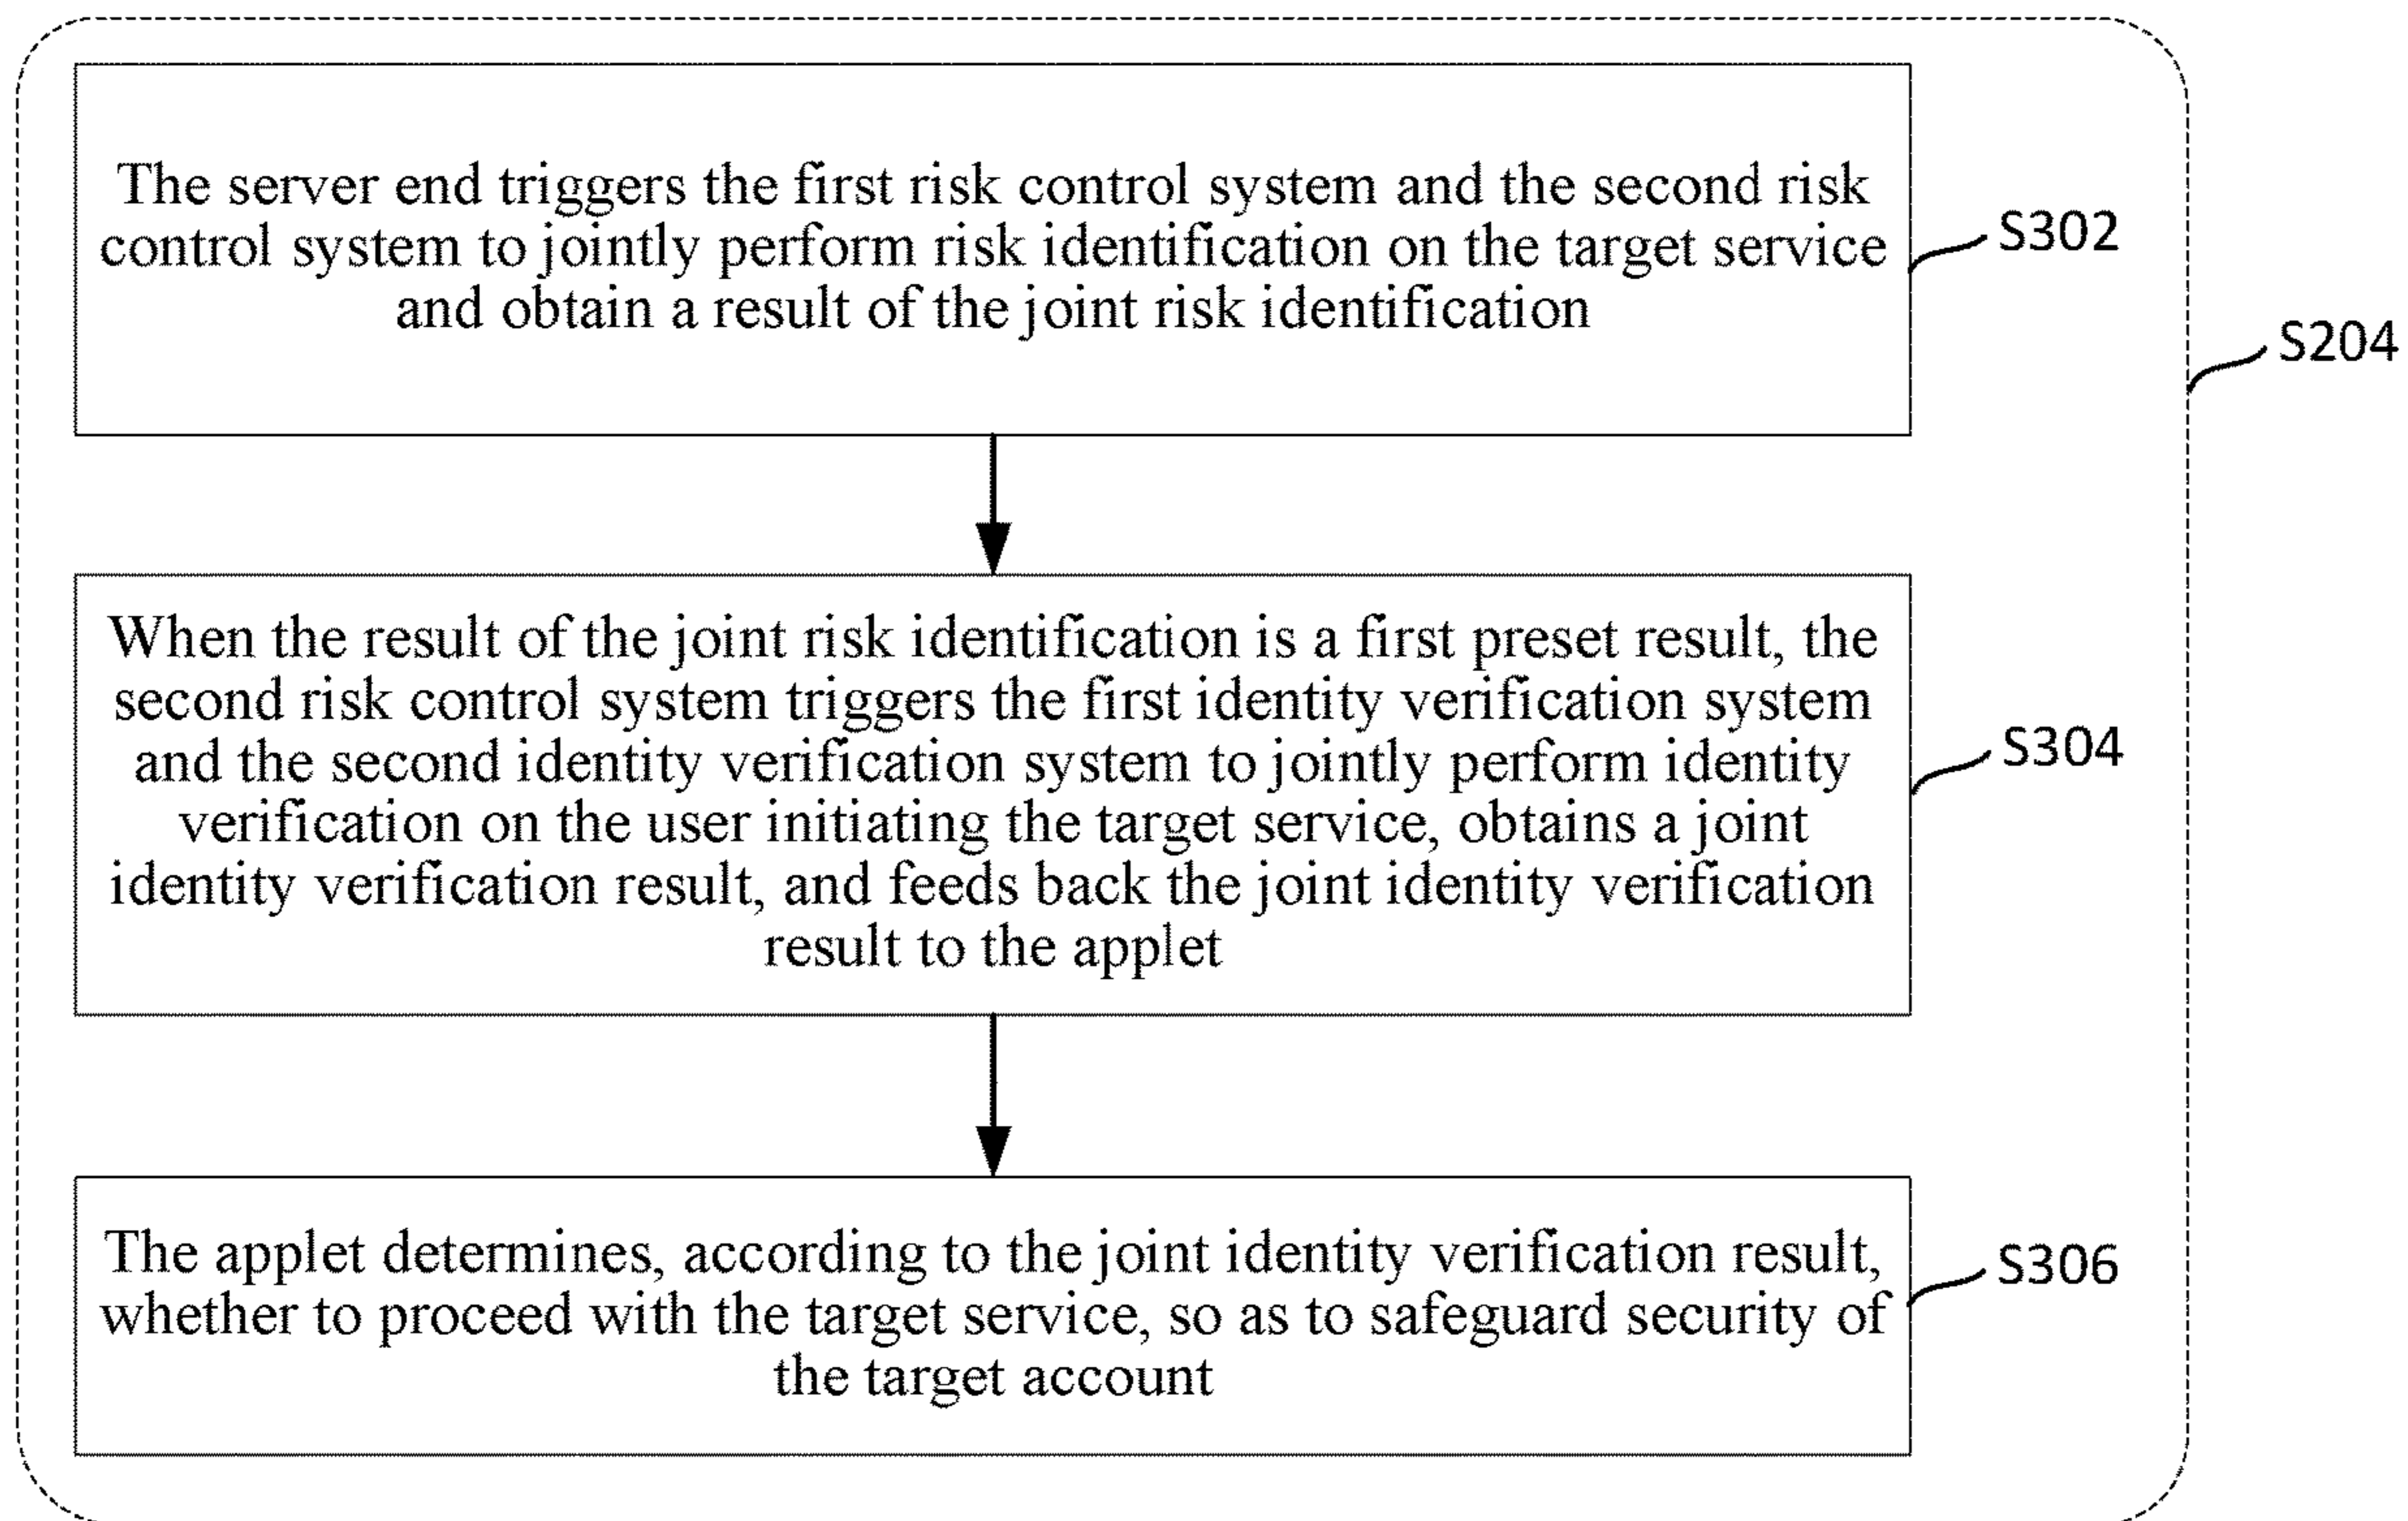 The server end triggers the first risk control system and the second risk
control system to jointly perform risk identification on the target service
and obtain a result of the joint risk identification
S302
S204
When the result of the joint risk identification is a first preset result, the
second risk control system triggers the first identity verification system
and the second identity verification system to jointly perform identity
verification on the user initiating the target service, obtains a joint
identity verification result, and feeds back the joint identity verification
result to the applet
S304
The applet determines, according to the joint identity verification result,
whether to proceed with the target service, so as to safeguard security of
the target account
S306